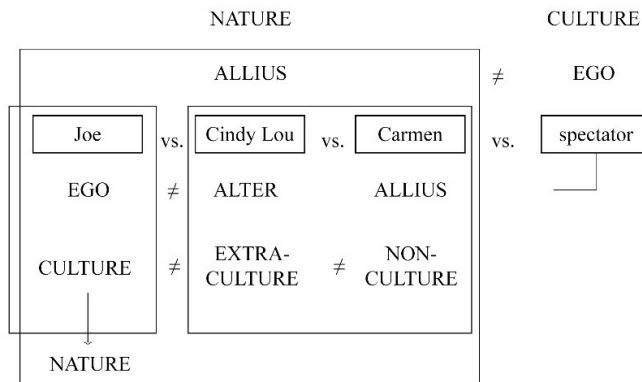 NATURE CULTURE
ALLIUS ≠ EGO
Joe vs. Cindy Lou vs. Carmen vs. spectator
EGO ≠ ALTER ALLIUS
CULTURE ≠ EXTRA-CULTURE ≠ NON-CULTURE
NATURE